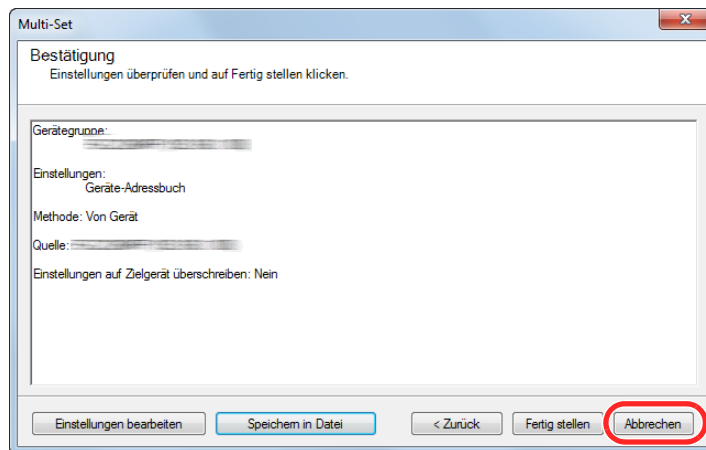 Multi-Set
Bestätigung
Einstellungen überprüfen und auf Fertig stellen klicken.
Gerätegruppe:
Einstellungen:
Geräte-Adressbuch
Methode: Von Gerät
Quelle:
Einstellungen auf Zielgerät überschreiben: Nein
Einstellungen bearbeiten Speichern in Datei < Zurück Fertig stellen Abbrechen